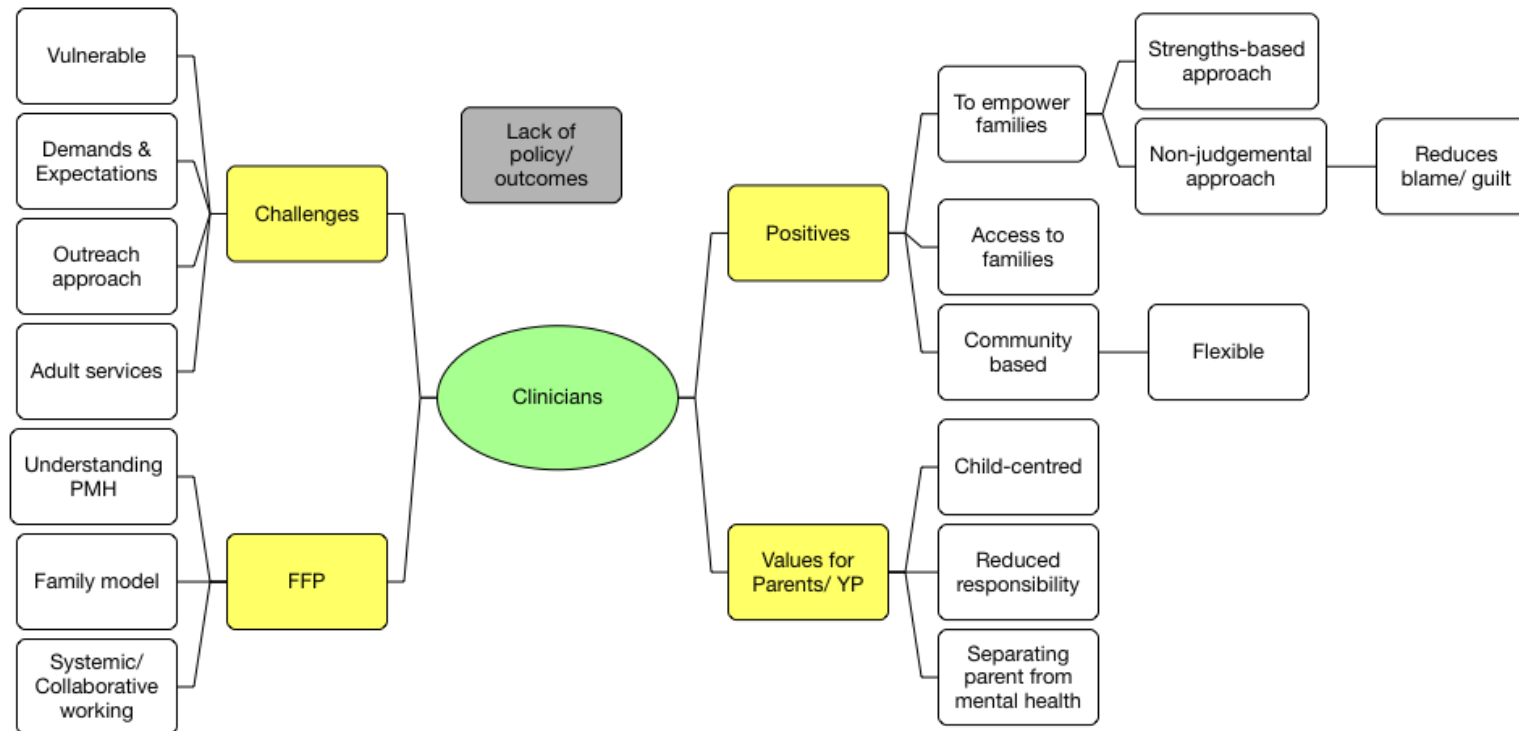 Vulnerable
Demands &
Expectations
Outreach
approach
Adult services
Understanding
PMH
Family model
Systemic/
Collaborative
working
Challenges
FFP
Lack of
policy/
outcomes
Clinicians
Positives
Values for
Parents/ YP
To empower
families
Access to
families
Community
based
Child-centred
Reduced
responsibility
Separating
parent from
mental health
Strengths-based
approach
Non-judgemental
approach
Flexible
Reduces
blame/ guilt